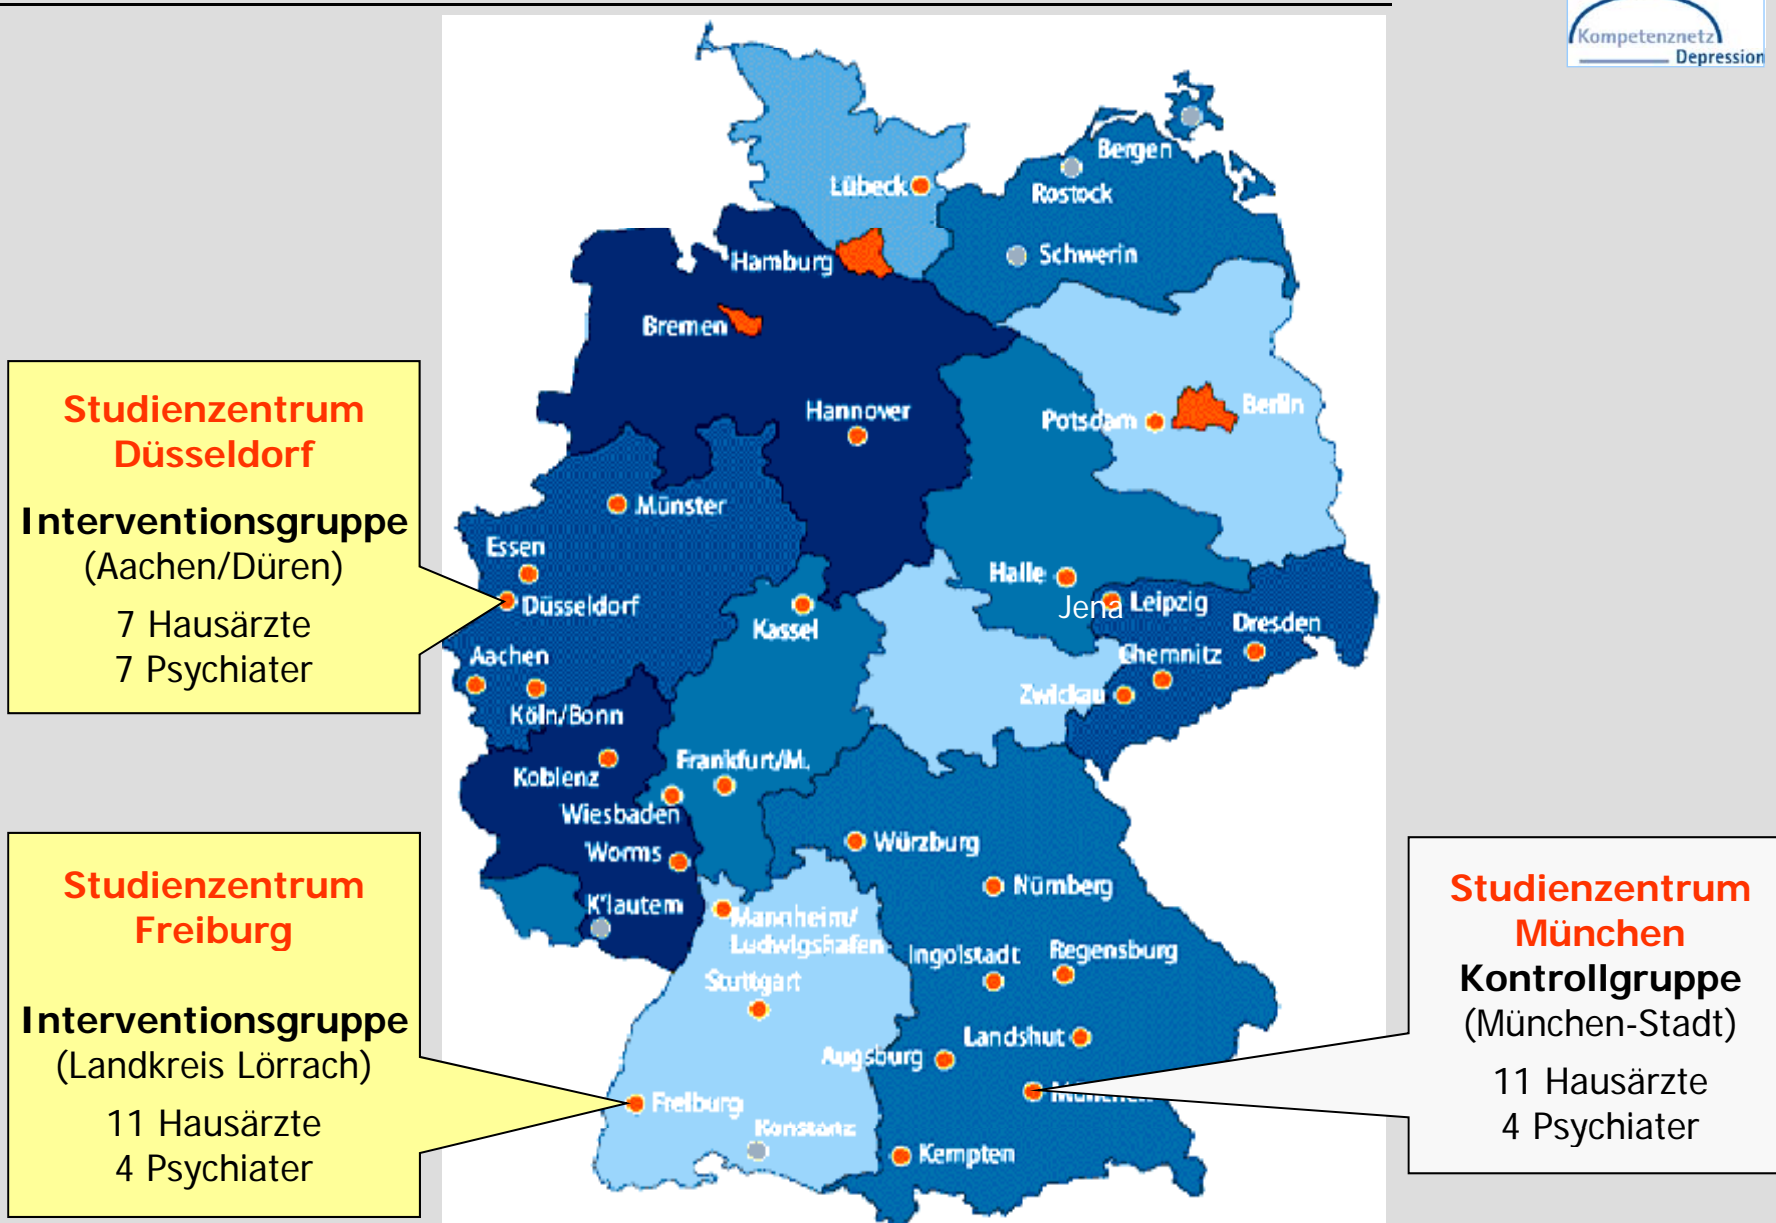 Kompetenznetz
Depression
Bergen
Lübeck
Rostock
Hamburg
Schwerin
Bremen
Hannover
Potsdam
Berlin
Münster
Essen
Düsseldorf
Halle
Jena
Leipzig
Kassel
Dresden
Aachen
Chemnitz
Zwickau
Köln/Bonn
Koblenz
Frankfurt/M.
Wiesbaden
Worms
Würzburg
K'lautern
Nürnberg
Mannheim/
Ludwigshafen
Ingolstadt
Regensburg
Stuttgart
Landshut
Augsburg
München
Freiburg
Konstanz
Kempten
Studienzentrum
Düsseldorf
Interventionsgruppe
(Aachen/Düren)
7 Hausärzte
7 Psychiater
Studienzentrum
Freiburg
Interventionsgruppe
(Landkreis Lörrach)
11 Hausärzte
4 Psychiater
Studienzentrum
München
Kontrollgruppe
(München-Stadt)
11 Hausärzte
4 Psychiater